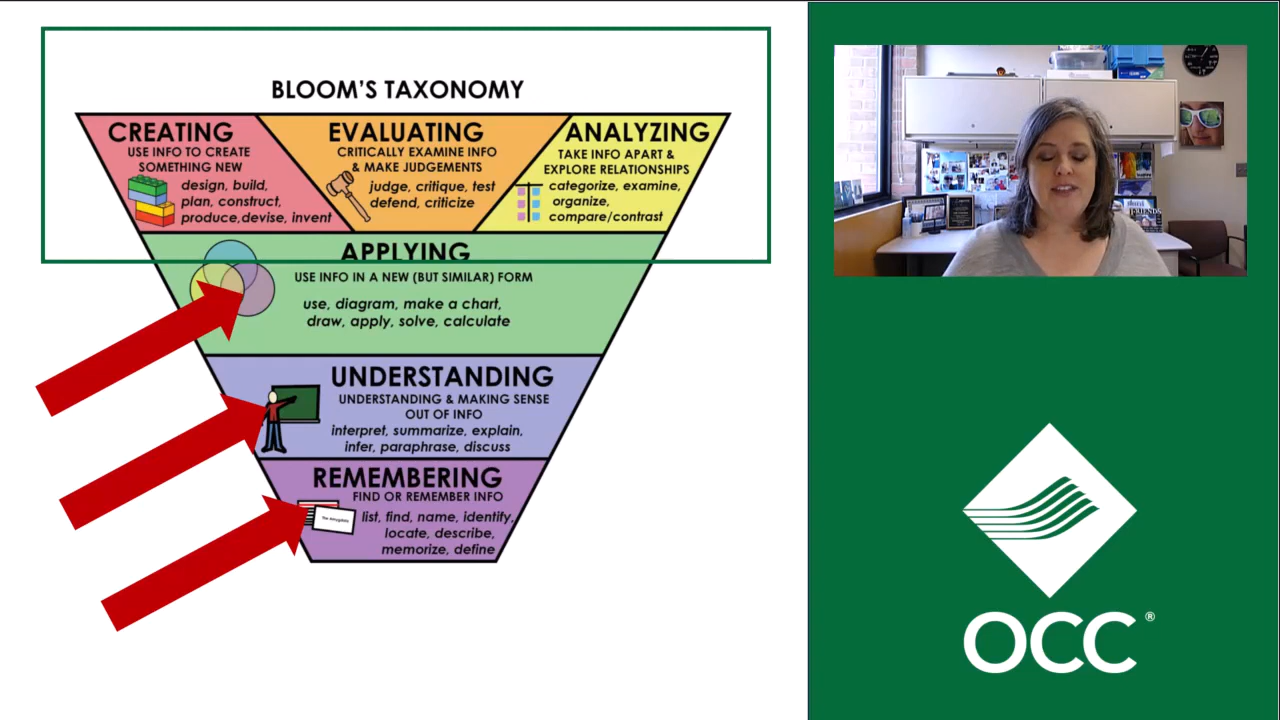 BLOOM'S TAXONOMY
CREATING
USE INFO TO CREATE
SOMETHING NEW
design, build,
plan, construct,
produce,devise, invent
EVALUATING
CRITICALLY EXAMINE INFO
& MAKE JUDGEMENTS
judge, critique, test
defend, criticize
ANALYZING
TAKE INFO APART &
EXPLORE RELATIONSHIPS
categorize, examine,
organize,
compare/contrast
APPLYING
USE INFO IN A NEW (BUT SIMILAR) FORM
use, diagram, make a chart,
draw, apply, solve, calculate
UNDERSTANDING
UNDERSTANDING & MAKING SENSE
OUT OF INFO
interpret, summarize, explain,
infer, paraphrase, discuss
REMEMBERING
FIND OR REMEMBER INFO
list, find, name, identify,
locate, describe,
memorize, define
FRIENDS
OCC®